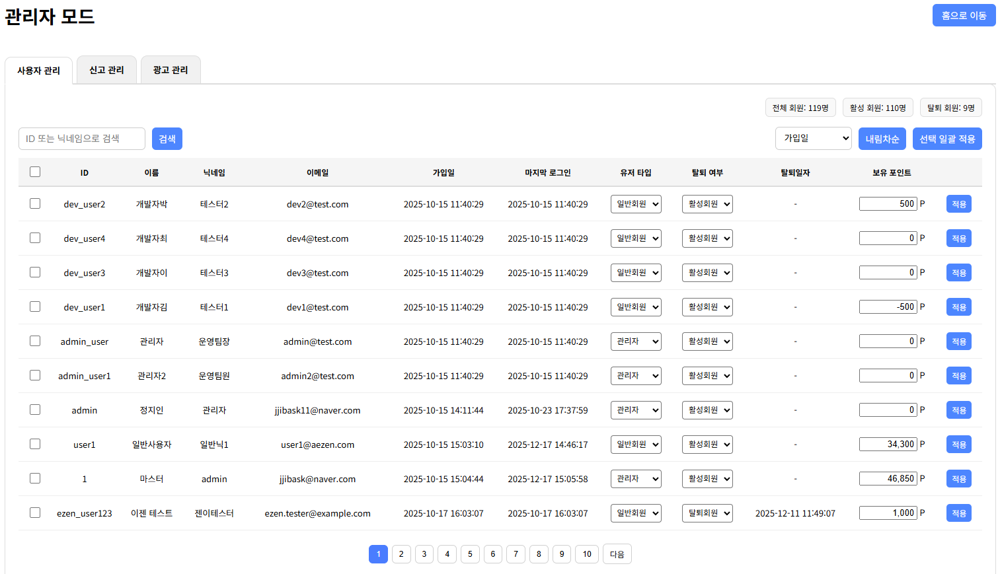 관리자 모드
홈으로 이동
사용자 관리 신고 관리 광고 관리
전체 회원: 119명 활성 회원: 110명 탈퇴 회원: 9명
ID 또는 닉네임으로 검색 검색 가입일 내림차순 선택 일괄 적용
ID 이름 닉네임 이메일 가입일 마지막 로그인 유저 타입 탈퇴 여부 탈퇴일자 보유 포인트
dev_user2 개발자박 테스터2 dev2@test.com 2025-10-15 11:40:29 2025-10-15 11:40:29 일반회원 활성회원 - 500 P 적용
dev_user4 개발자최 테스터4 dev4@test.com 2025-10-15 11:40:29 2025-10-15 11:40:29 일반회원 활성회원 - 0 P 적용
dev_user3 개발자이 테스터3 dev3@test.com 2025-10-15 11:40:29 2025-10-15 11:40:29 일반회원 활성회원 - 0 P 적용
dev_user1 개발자김 테스터1 dev1@test.com 2025-10-15 11:40:29 2025-10-15 11:40:29 일반회원 활성회원 - -500 P 적용
admin_user 관리자 운영팀장 admin@test.com 2025-10-15 11:40:29 2025-10-15 11:40:29 관리자 활성회원 - 0 P 적용
admin_user1 관리자2 운영팀원 admin2@test.com 2025-10-15 11:40:29 2025-10-15 11:40:29 관리자 활성회원 - 0 P 적용
admin 정지인 관리자 jjibask11@naver.com 2025-10-15 14:11:44 2025-10-23 17:37:59 관리자 활성회원 - 0 P 적용
user1 일반사용자 일반닉1 user1@aezen.com 2025-10-15 15:03:10 2025-12-17 14:46:17 일반회원 활성회원 - 34,300 P 적용
1 마스터 admin jjibask@naver.com 2025-10-15 15:04:44 2025-12-17 15:05:58 관리자 활성회원 - 46,850 P 적용
ezen_user123 이젠 테스트 젠이테스터 ezen.tester@example.com 2025-10-17 16:03:07 2025-10-17 16:03:07 일반회원 탈퇴회원 2025-12-11 11:49:07 1,000 P 적용
1 2 3 4 5 6 7 8 9 10 다음